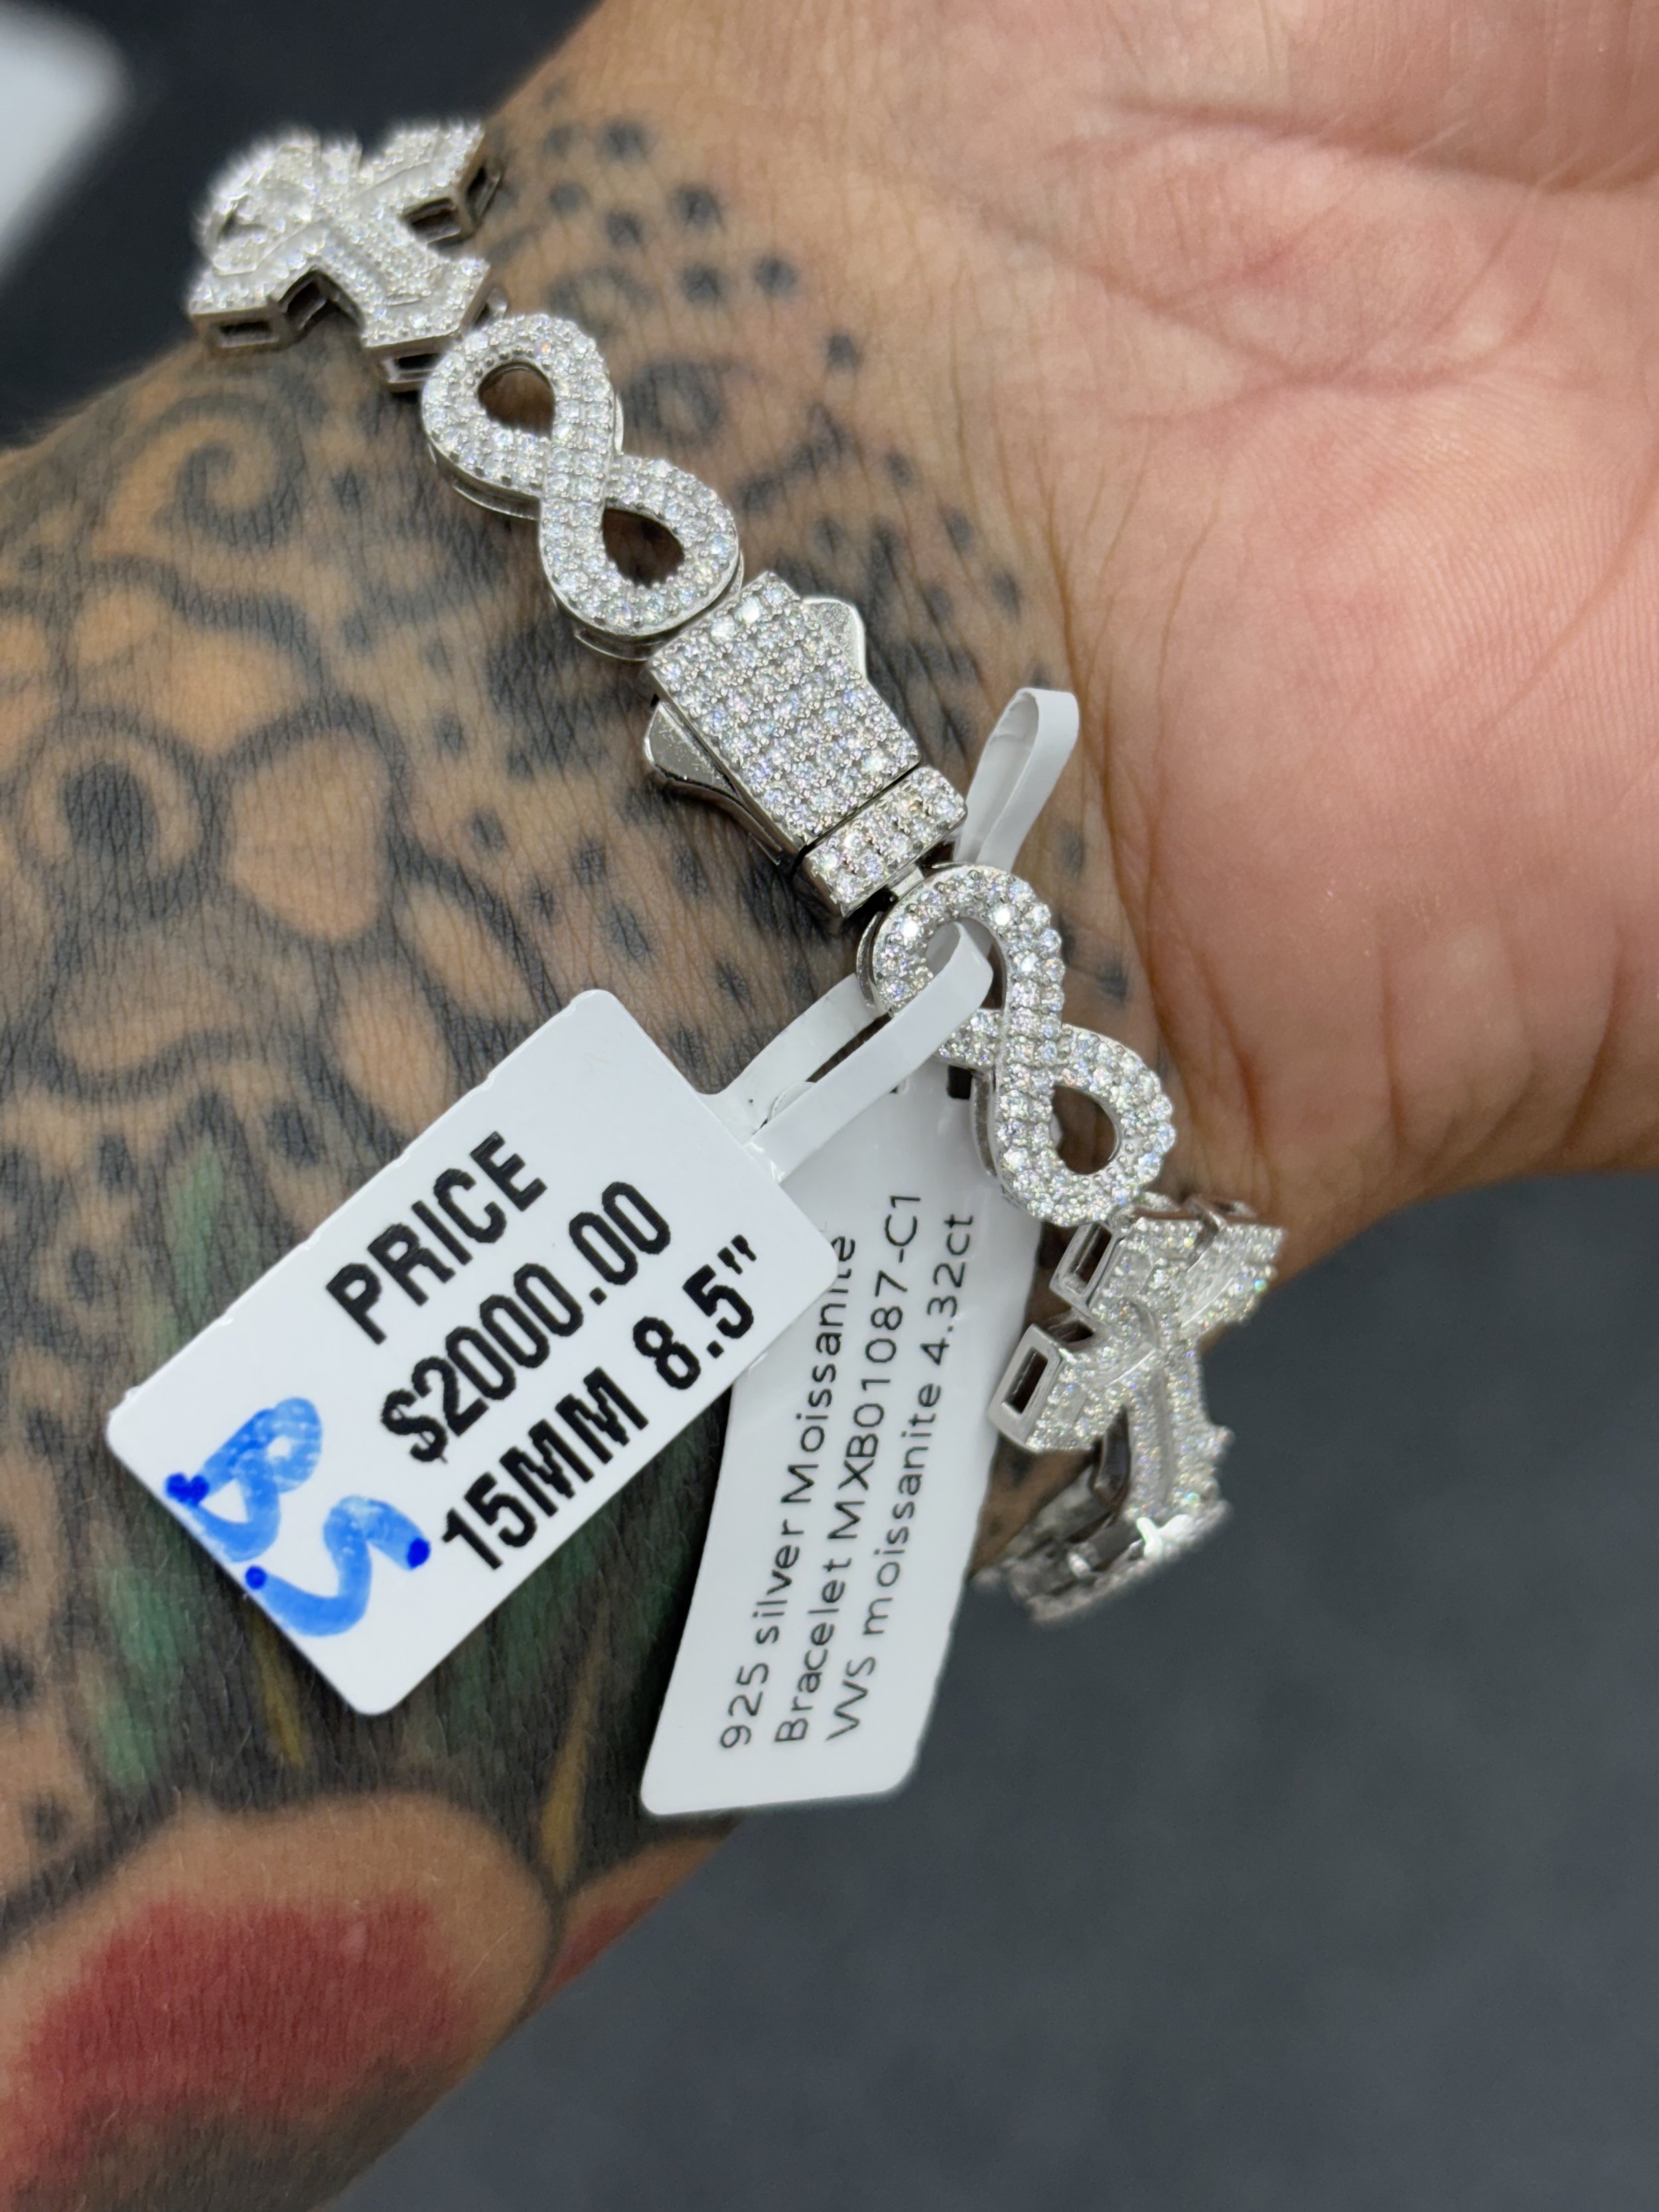 PRICE
$2000.00
15MM 8.5"
925 silver Moissanite
Bracelet MXB01087-C1
VVS moissanite 4.32ct